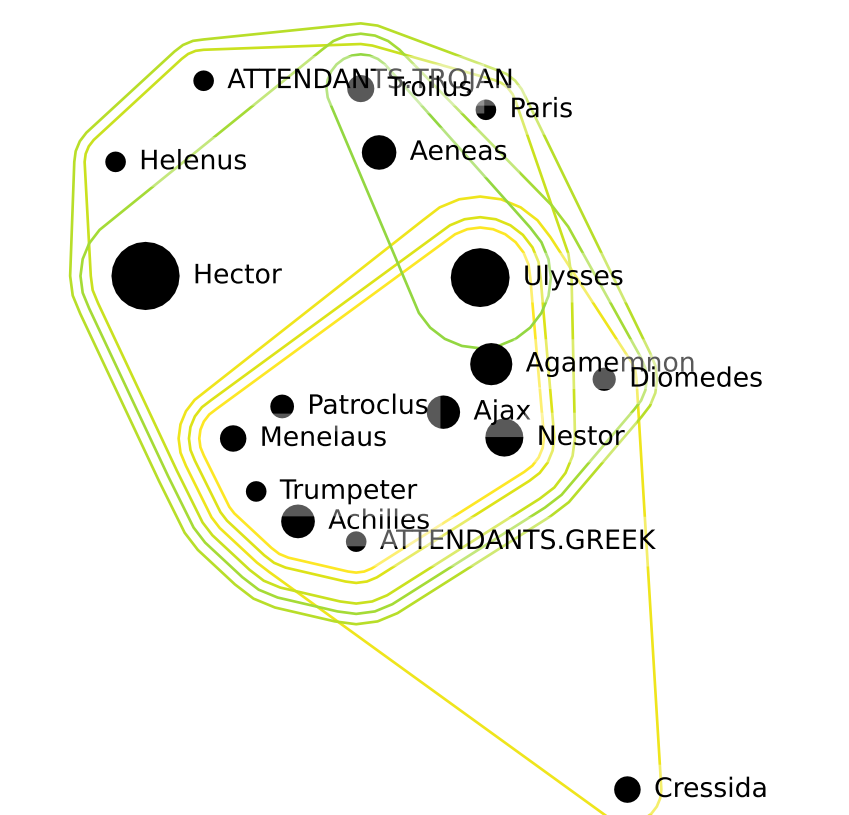 ATTENDANTS.TROJAN
Troilus
Paris
Aeneas
Helenus
Hector
Ulysses
Agamemnon
Diomedes
Patroclus
Ajax
Menelaus
Nestor
Trumpeter
Achilles
ATTENDANTS.GREEK
Cressida